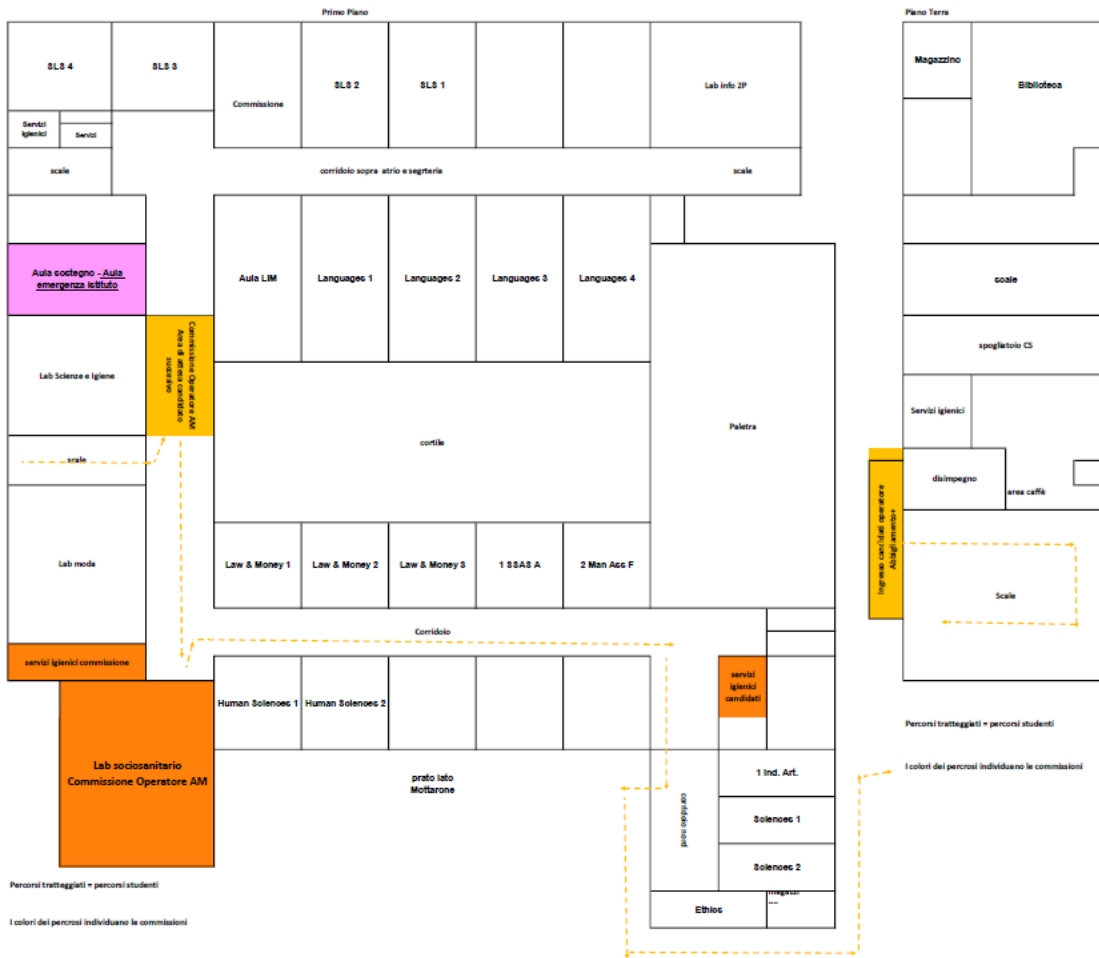 Primo Piano
Piano Terra
SLS 4
SLS 3
Commissione
SLS 2
SLS 1
Lab info 2P
Magazzino
Biblioteca
Servizi
igienici
Servizi
scale
corridoio sopra atrio e segrteria
scale
Aula sostegno - Aula
emergenza istituto
Aula LIM
Languages 1
Languages 2
Languages 3
Languages 4
scale
Commissione Operatore AM
Area di attesa candidato
succesivo
Lab Scienze e Igiene
spogliatoio CS
Servizi igienici
cortile
Paletra
scale
disimpegno
area caffè
Ingresso candidati operatore
Abbigliamento+
Lab moda
Law & Money 1
Law & Money 2
Law & Money 3
1 SSAS A
2 Man Ass F
Scale
Corridoio
servizi igienici commissione
servizi
igienici
candidati
Human Sciences 1
Human Sciences 2
Lab sociosanitario
Commissione Operatore AM
prato lato
Mottarone
corridoio nord
1 Ind. Art.
Sciences 1
Sciences 2
Ethics
Percorsi tratteggiati = percorsi studenti
I colori dei percrosi individuano le commissioni
Percorsi tratteggiati = percorsi studenti
I colori dei percrosi individuano le commissioni